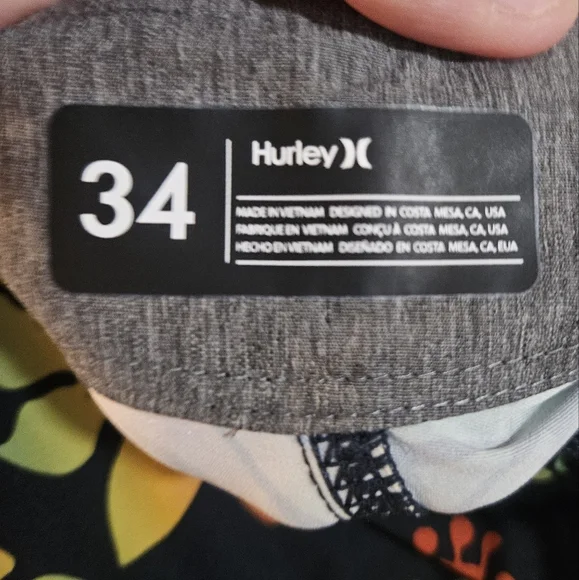 34
Hurley
MADE IN VIETNAM DESIGNED IN COSTA MESA, CA, USA
FABRIQUE EN VIETNAM CONÇU À COSTA MESA, CA, USA
HECHO EN VIETNAM DISEÑADO EN COSTA MESA, CA, EUA